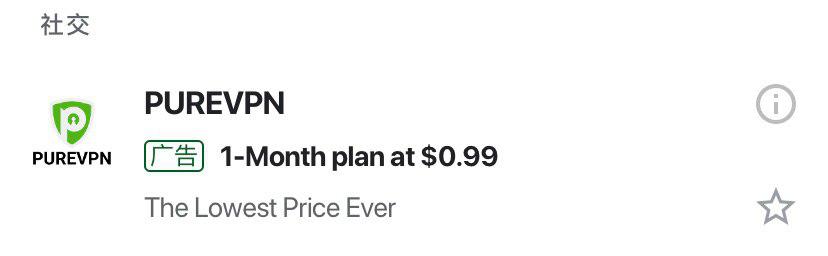 社交
PUREVPN
PUREVPN
广告 1-Month plan at $0.99
The Lowest Price Ever